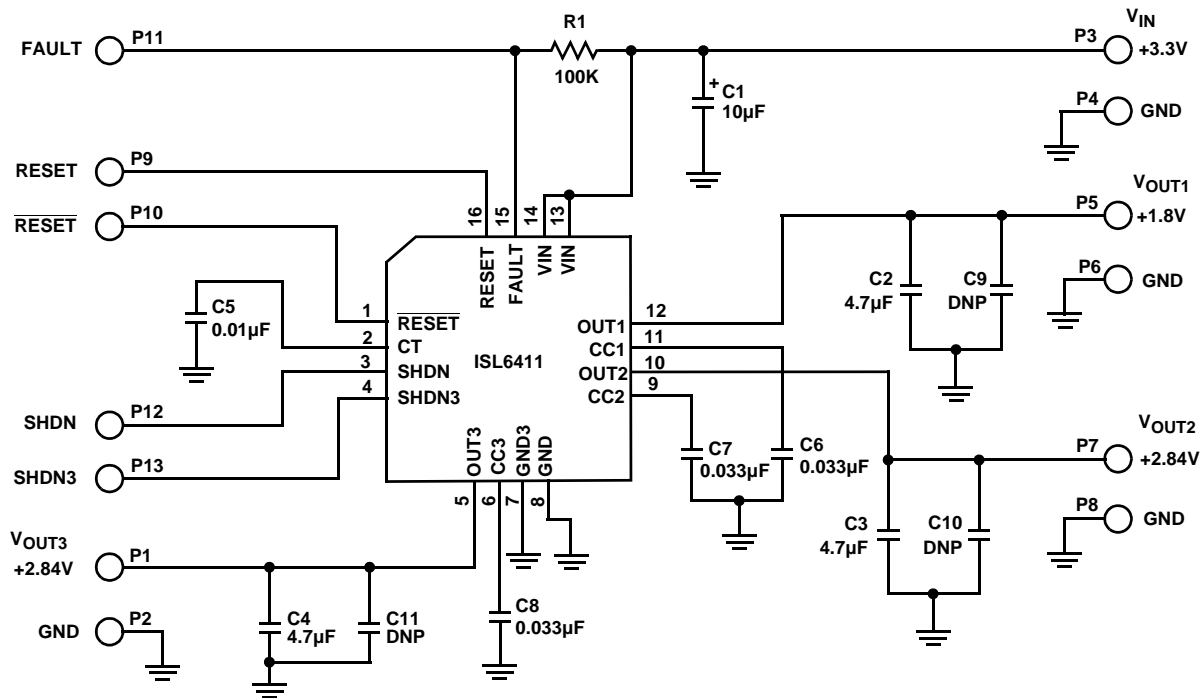 R1
100K
FAULT
P11
P3
VIN
+3.3V
+
C1
10µF
P4
GND
RESET
P9
RESET
P10
16
15
14
13
RESET
FAULT
VIN
VIN
VOUT1
P5
+1.8V
C2
4.7µF
C9
DNP
P6
GND
C5
0.01µF
1
2
3
4
RESET
CT
SHDN
SHDN3
ISL6411
OUT1
CC1
OUT2
CC2
12
11
10
9
SHDN
P12
SHDN3
P13
OUT3
CC3
GND3
GND
5
6
7
8
C7
0.033µF
C6
0.033µF
VOUT2
P7
+2.84V
C3
4.7µF
C10
DNP
P8
GND
VOUT3
+2.84V
P1
GND
P2
C4
4.7µF
C11
DNP
C8
0.033µF